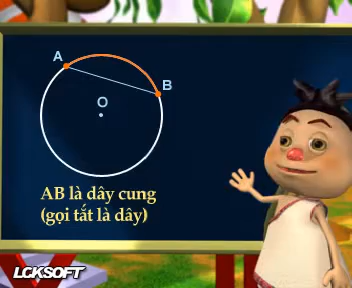 A
B
O
AB là dây cung
(gọi tắt là dây)
LCKSOFT